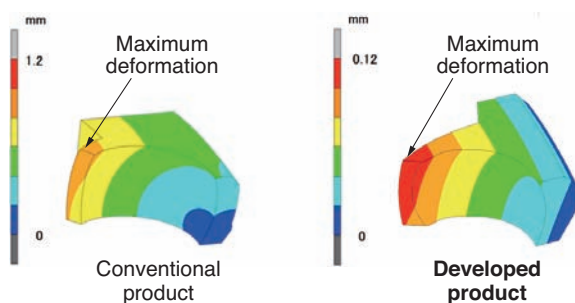 mm
1.2
0
Maximum
deformation
Conventional
product
mm
0.12
0
Maximum
deformation
Developed
product